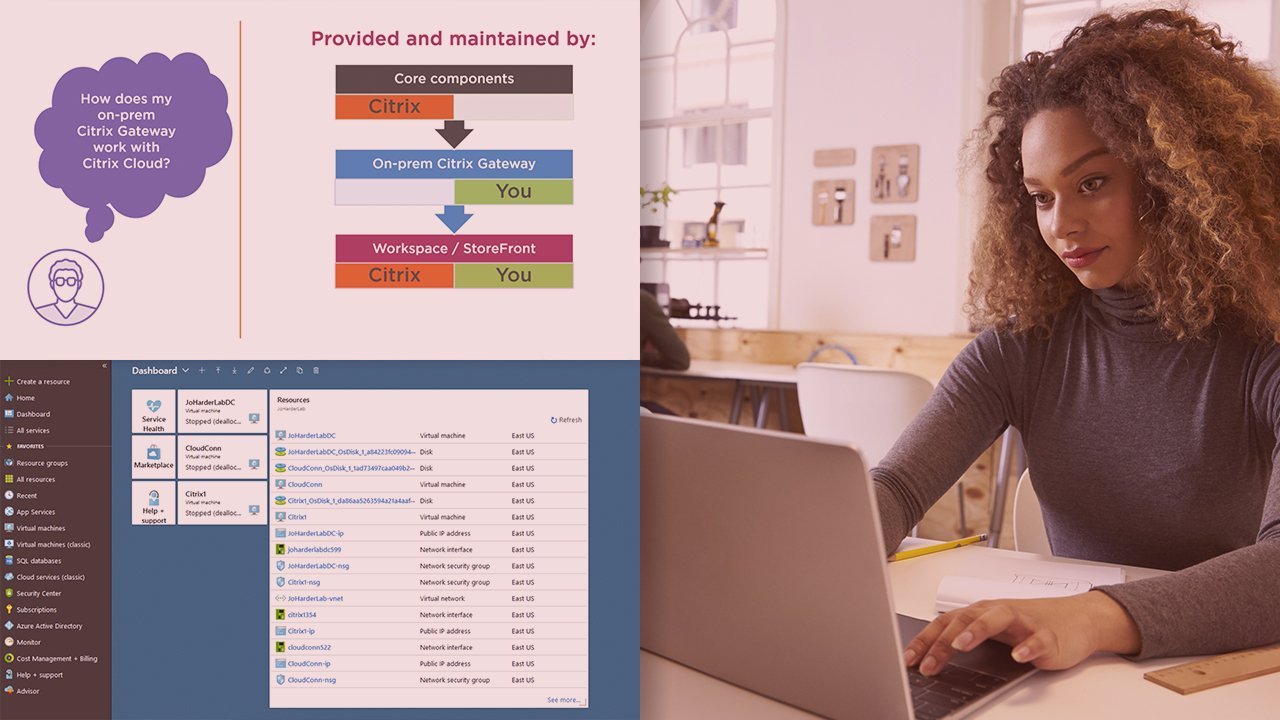 How does my
on-prem
Citrix Gateway
work with
Citrix Cloud?
Provided and maintained by:
Core components
Citrix
On-prem Citrix Gateway
You
Workspace / StoreFront
Citrix You
«
Create a resource
Home
Dashboard
All services
FAVORITES
Resource groups
All resources
Recent
App Services
Virtual machines
Virtual machines (classic)
SQL databases
Cloud services (classic)
Security Center
Subscriptions
Azure Active Directory
Monitor
Cost Management + Billing
Help + support
Advisor
Dashboard
Service
Health
Marketplace
Help +
support
JoHarderLabDC
Virtual machine
Stopped (dealloc...
CloudConn
Virtual machine
Stopped (dealloc...
Citrix1
Virtual machine
Stopped (dealloc...
Resources
JoHarderLab
Refresh
JoHarderLabDC Virtual machine East US
JoHarderLabDC_OsDisk_1_a84223fc09094--- Disk East US
CloudConn_OsDisk_1_1ad73497caa049b2--- Disk East US
CloudConn Virtual machine East US
Citrix1_OsDisk_1_da86aa5263594a21a4aaf--- Disk East US
Citrix1 Virtual machine East US
JoHarderLabDC-ip Public IP address East US
joharderlabdc599 Network interface East US
JoHarderLabDC-nsg Network security group East US
Citrix1-nsg Network security group East US
JoHarderLab-vnet Virtual network East US
citrix1354 Network interface East US
Citrix1-ip Public IP address East US
cloudconn522 Network interface East US
CloudConn-ip Public IP address East US
CloudConn-nsg Network security group East US
See more...